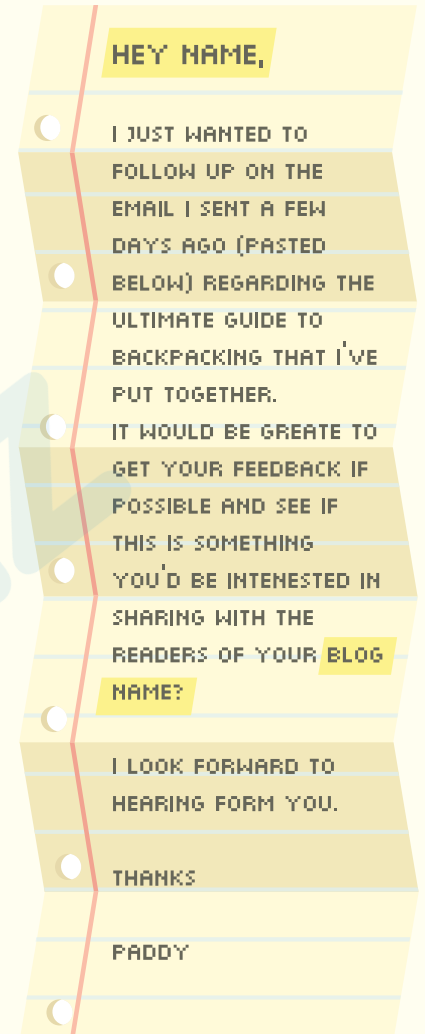 HEY NAME,
I JUST WANTED TO
FOLLOW UP ON THE
EMAIL I SENT A FEW
DAYS AGO (PASTED
BELOW) REGARDING THE
ULTIMATE GUIDE TO
BACKPACKING THAT I'VE
PUT TOGETHER.
IT WOULD BE GREATE TO
GET YOUR FEEDBACK IF
POSSIBLE AND SEE IF
THIS IS SOMETHING
YOU'D BE INTENESTED IN
SHARING WITH THE
READERS OF YOUR BLOG
NAME?
I LOOK FORWARD TO
HEARING FORM YOU.
THANKS
PADDY